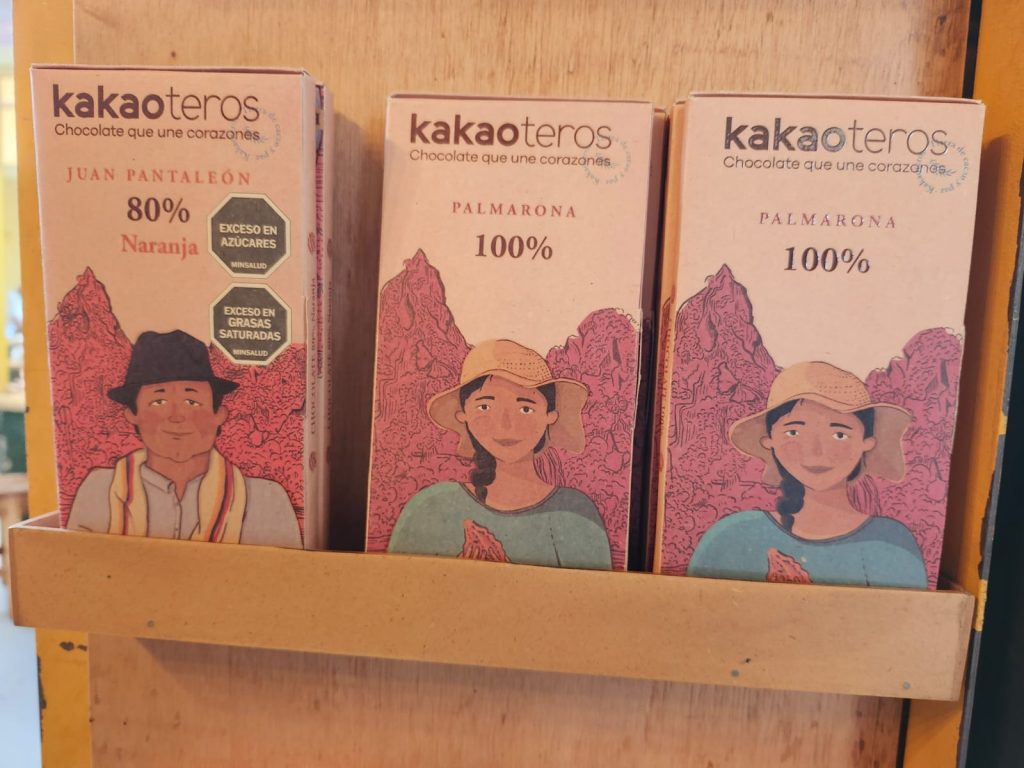 kakaoteros
Chocolate que une corazones
JUAN PANTALEÓN
80%
Naranja
EXCESO EN
AZÚCARES
MINSALUD
EXCESO EN
GRASAS
SATURADAS
MINSALUD
kakaoteros
Chocolate que une corazones
PALMARONA
100%
kakaoteros
Chocolate que une corazones
PALMARONA
100%